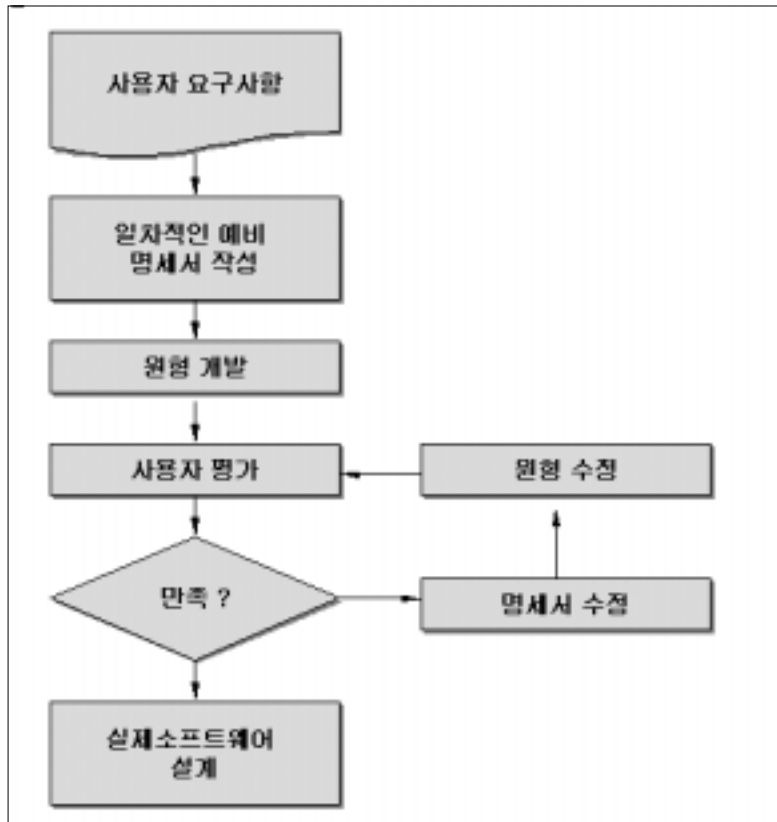 사용자 요구사항
일차적인 예비
명세서 작성
원형 개발
사용자 평가
원형 수정
만족 ?
명세서 수정
실제소프트웨어
설계